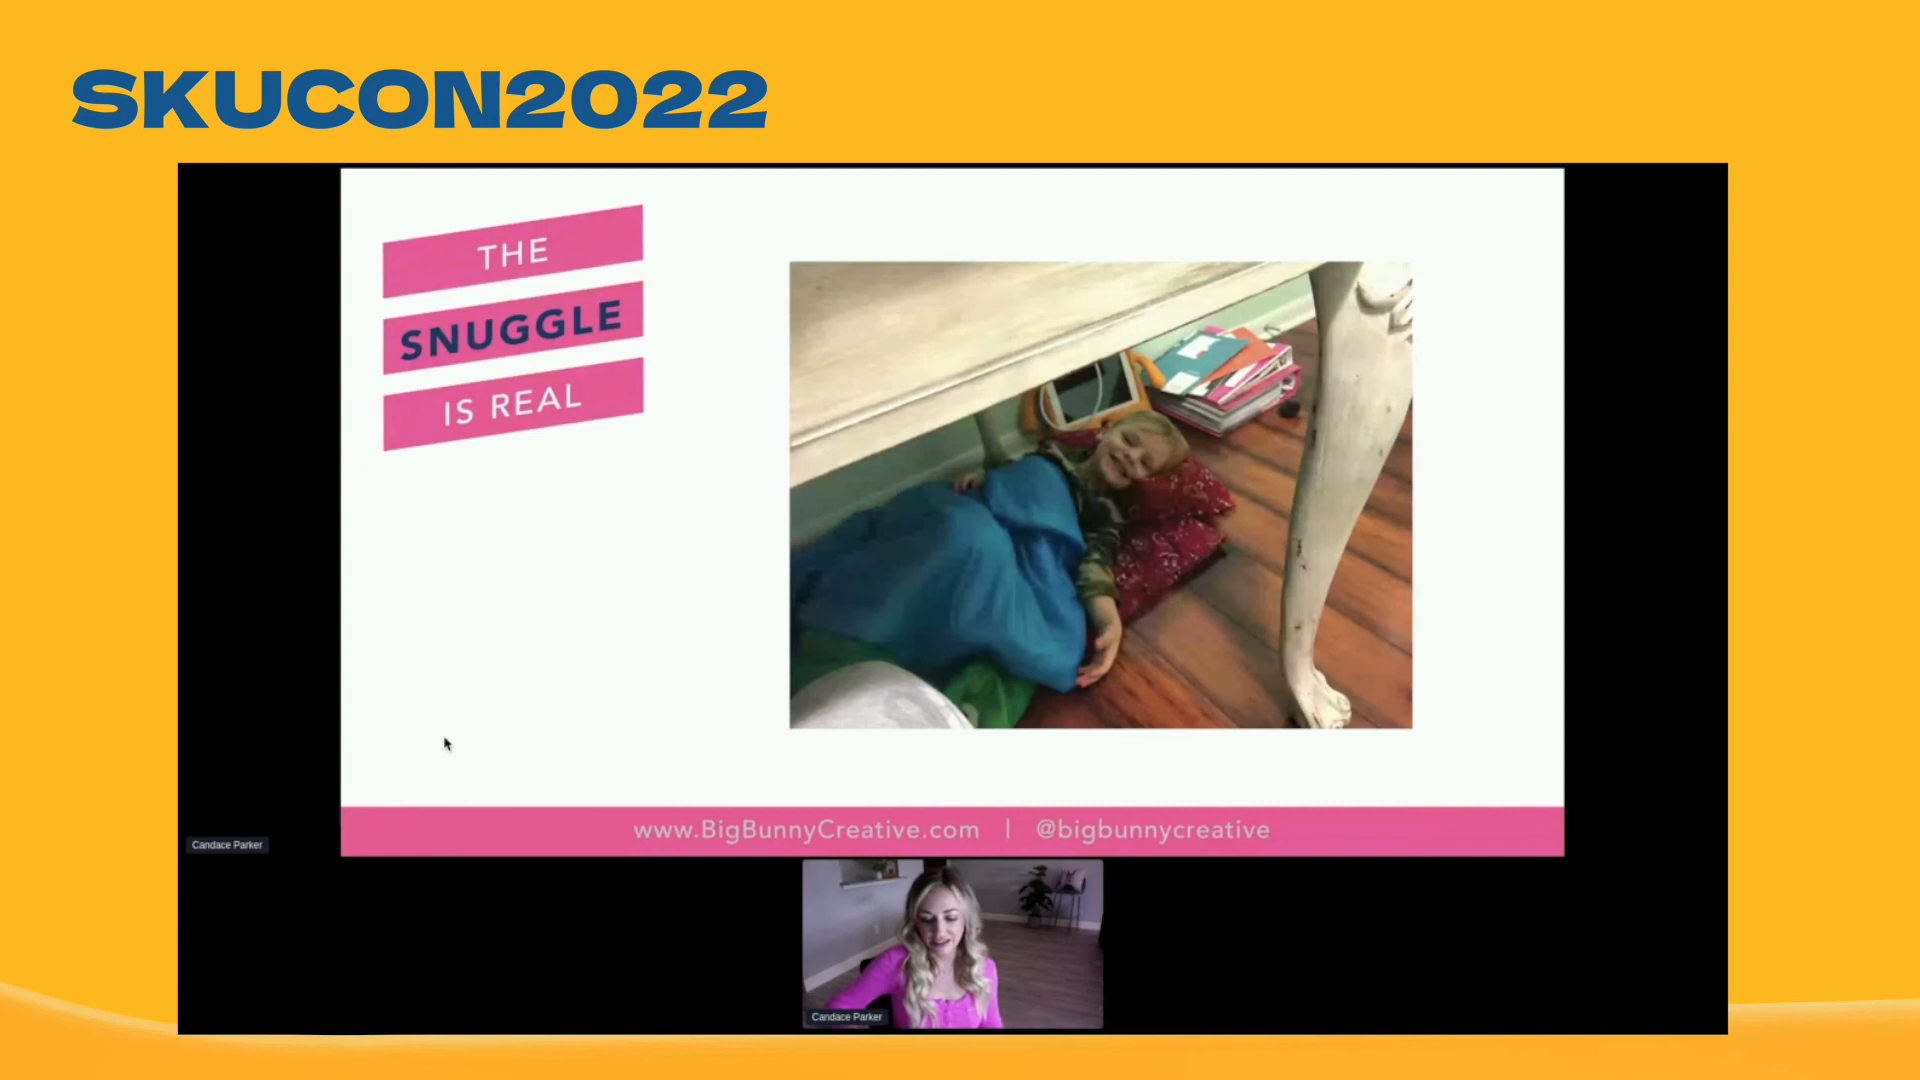 SKUCON2022
THE
SNUGGLE
IS REAL
www.BigBunnyCreative.com | @bigbunnycreative
Candace Parker
Candace Parker